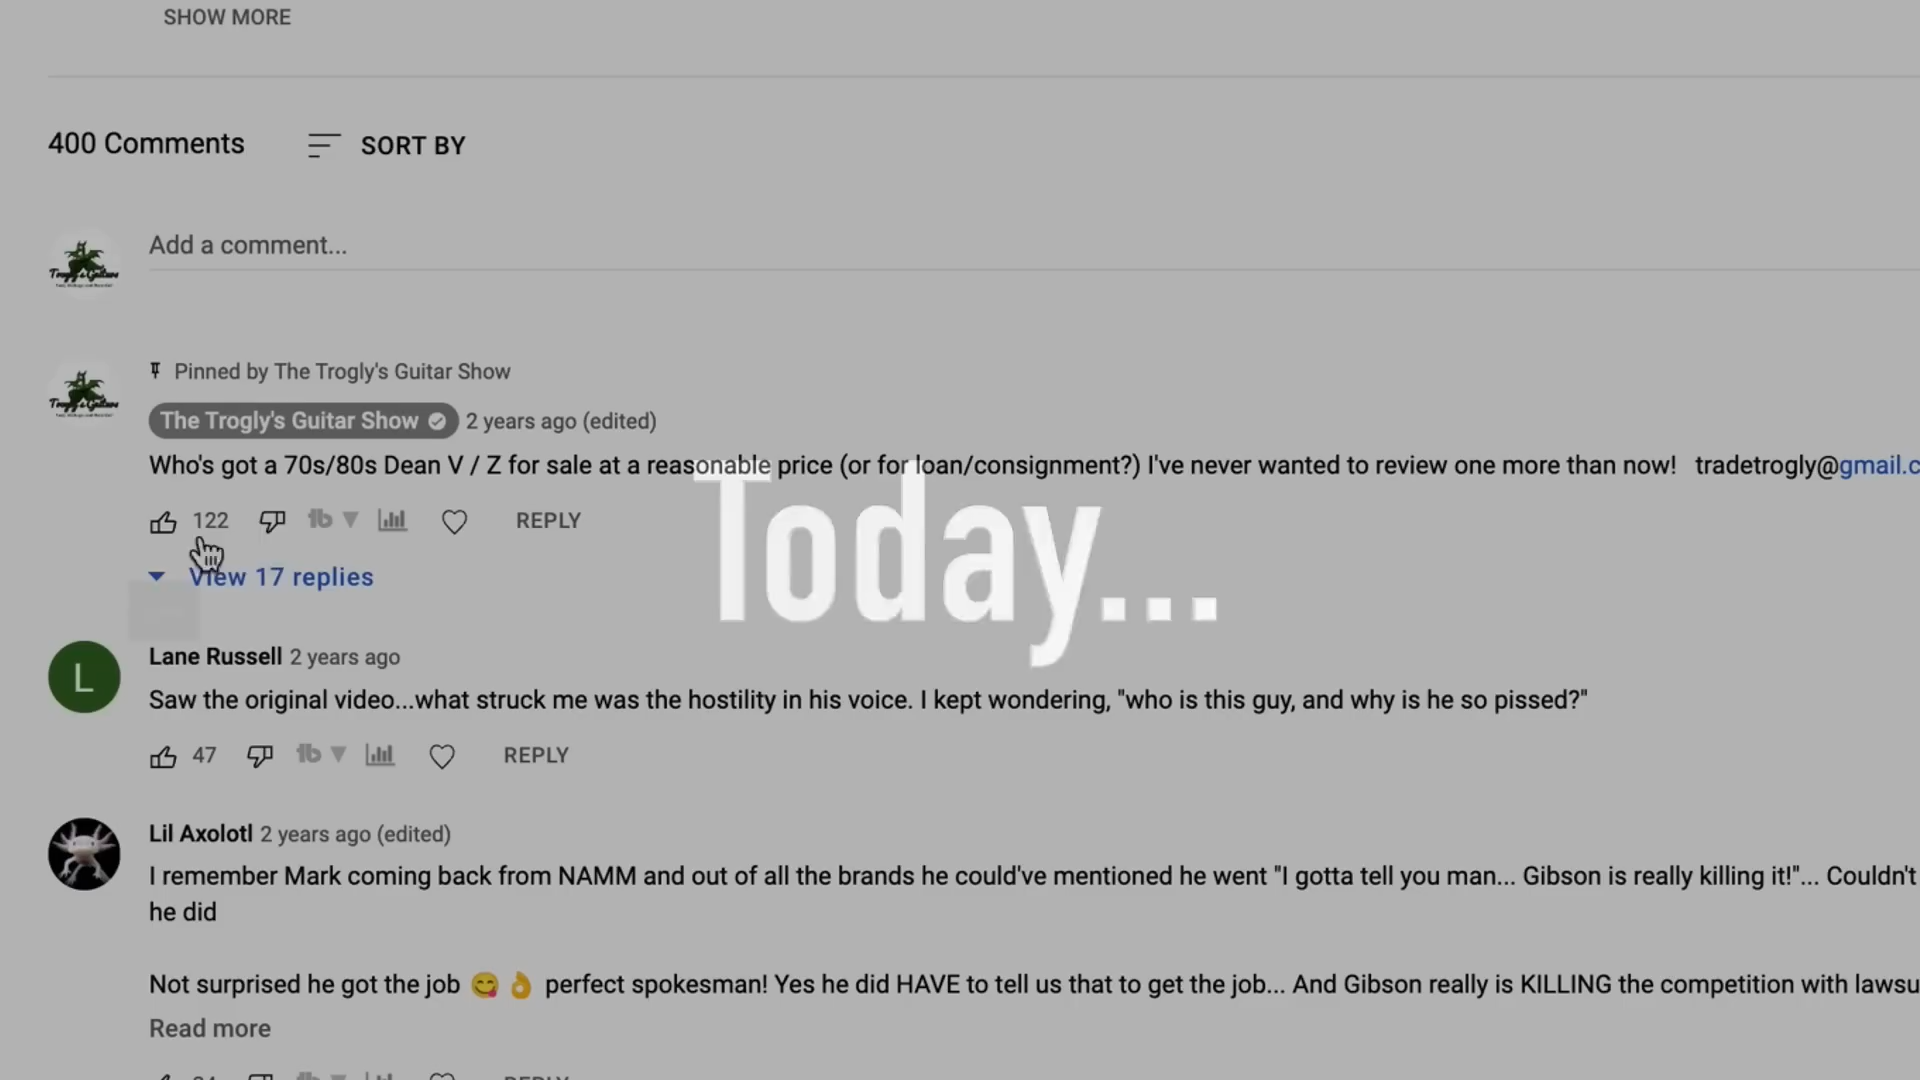 SHOW MORE
400 Comments
SORT BY
Add a comment...
Pinned by The Trogly's Guitar Show
The Trogly's Guitar Show 2 years ago (edited)
Who's got a 70s/80s Dean V / Z for sale at a reasonable price (or for loan/consignment?) I've never wanted to review one more than now! tradetrogly@gmail.c
122 REPLY
Today...
View 17 replies
L
Lane Russell 2 years ago
Saw the original video...what struck me was the hostility in his voice. I kept wondering, "who is this guy, and why is he so pissed?"
47 REPLY
Lil Axolotl 2 years ago (edited)
I remember Mark coming back from NAMM and out of all the brands he could've mentioned he went "I gotta tell you man... Gibson is really killing it!"... Couldn't
he did
Not surprised he got the job 😋 👌 perfect spokesman! Yes he did HAVE to tell us that to get the job... And Gibson really is KILLING the competition with lawsu
Read more